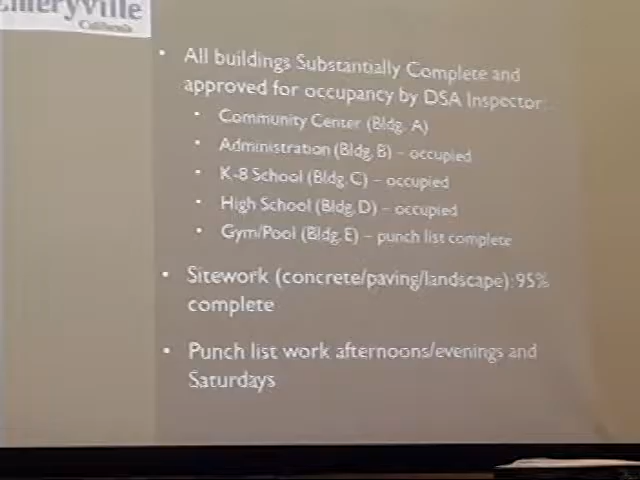 Emeryville
California
• All buildings Substantially Complete and
approved for occupancy by DSA Inspector:
• Community Center (Bldg. A)
• Administration (Bldg. B) – occupied
• K-8 School (Bldg. C) – occupied
• High School (Bldg. D) – occupied
• Gym/Pool (Bldg. E) – punch list complete
• Sitework (concrete/paving/landscape): 95%
complete
• Punch list work afternoons/evenings and
Saturdays